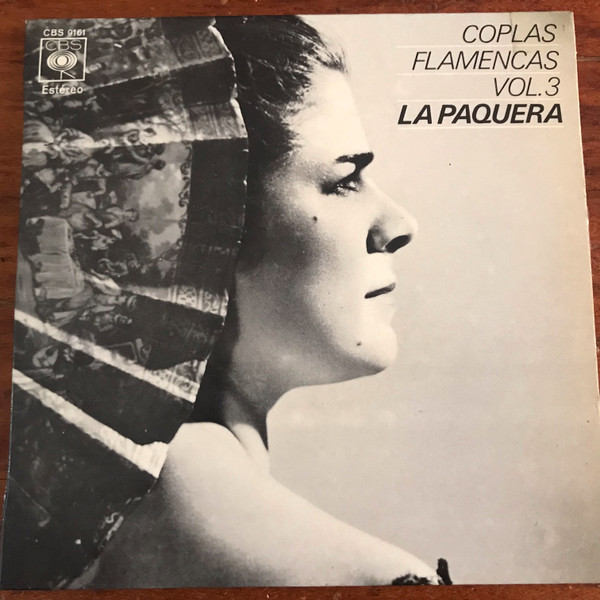 CBS 9161
CBS
Estéreo
COPLAS
FLAMENCAS
VOL.3
LA PAQUERA